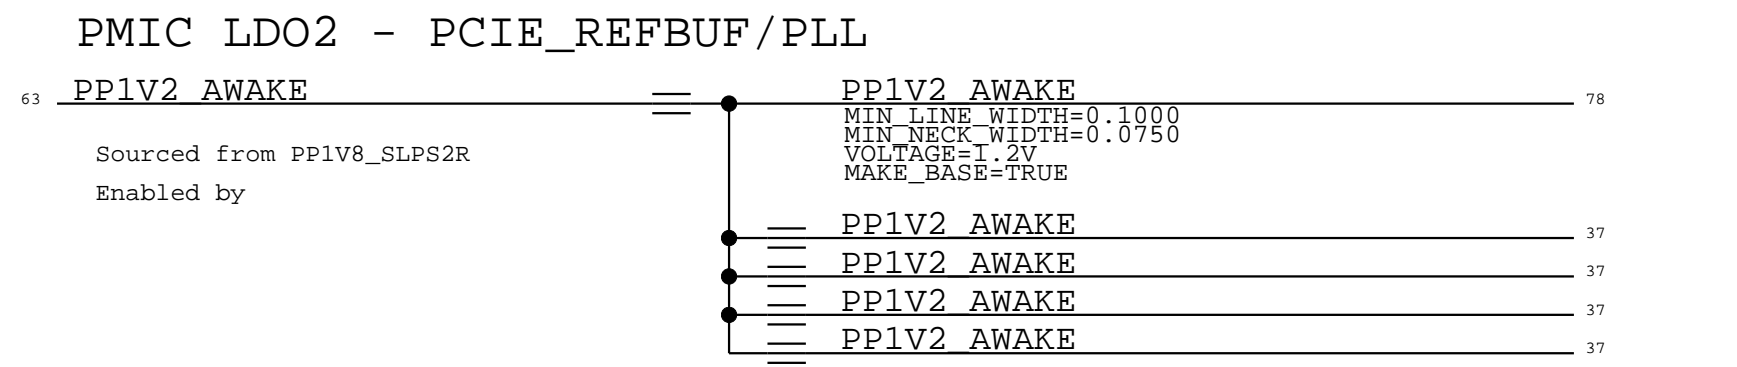 PMIC LDO2 - PCIE_REFBUF/PLL
63 PP1V2_AWAKE PP1V2_AWAKE 78
MIN_LINE_WIDTH=0.1000
MIN_NECK_WIDTH=0.0750
Sourced from PP1V8_SLPS2R VOLTAGE=1.2V
MAKE_BASE=TRUE
Enabled by
PP1V2_AWAKE 37
PP1V2_AWAKE 37
PP1V2_AWAKE 37
PP1V2_AWAKE 37